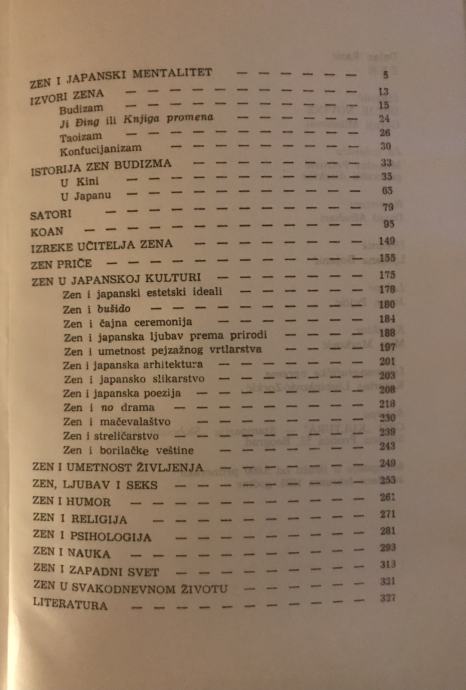 ZEN I JAPANSKI MENTALITET — — — — — — — 5
IZVORI ZENA — — — — — — — — — — 13
Budizam — — — — — — — — — — 15
Ji Đing ili Knjiga promena — — — — — — 24
Taoizam — — — — — — — — — — 26
Konfucijanizam — — — — — — — — 30
ISTORIJA ZEN BUDIZMA — — — — — — — 33
U Kini — — — — — — — — — — 35
U Japanu — — — — — — — — — — 65
SATORI — — — — — — — — — — 79
KOAN — — — — — — — — — — — 95
IZREKE UČITELJA ZENA — — — — — — — 149
ZEN PRIČE — — — — — — — — — — 155
ZEN U JAPANSKOJ KULTURI — — — — — — 175
Zen i japanski estetski ideali — — — — — 178
Zen i bušido — — — — — — — — 180
Zen i čajna ceremonija — — — — — — 184
Zen i japanska ljubav prema prirodi — — — — 188
Zen i umetnost pejzažnog vrtlarstva — — — — 197
Zen i japanska arhitektura — — — — — 201
Zen i japansko slikarstvo — — — — — — 203
Zen i japanska poezija — — — — — — 208
Zen i no drama — — — — — — — 218
Zen i mačevalaštvo — — — — — — — 230
Zen i streličarstvo — — — — — — — 239
Zen i borilačke veštine — — — — — — 243
ZEN I UMETNOST ŽIVLJENJA — — — — — — 249
ZEN, LJUBAV I SEKS — — — — — — — — 253
ZEN I HUMOR — — — — — — — — — 261
ZEN I RELIGIJA — — — — — — — — 271
ZEN I PSIHOLOGIJA — — — — — — — 281
ZEN I NAUKA — — — — — — — — — 293
ZEN I ZAPADNI SVET — — — — — — — 313
ZEN U SVAKODNEVNOM ŽIVOTU — — — — — 321
LITERATURA — — — — — — — — — 327